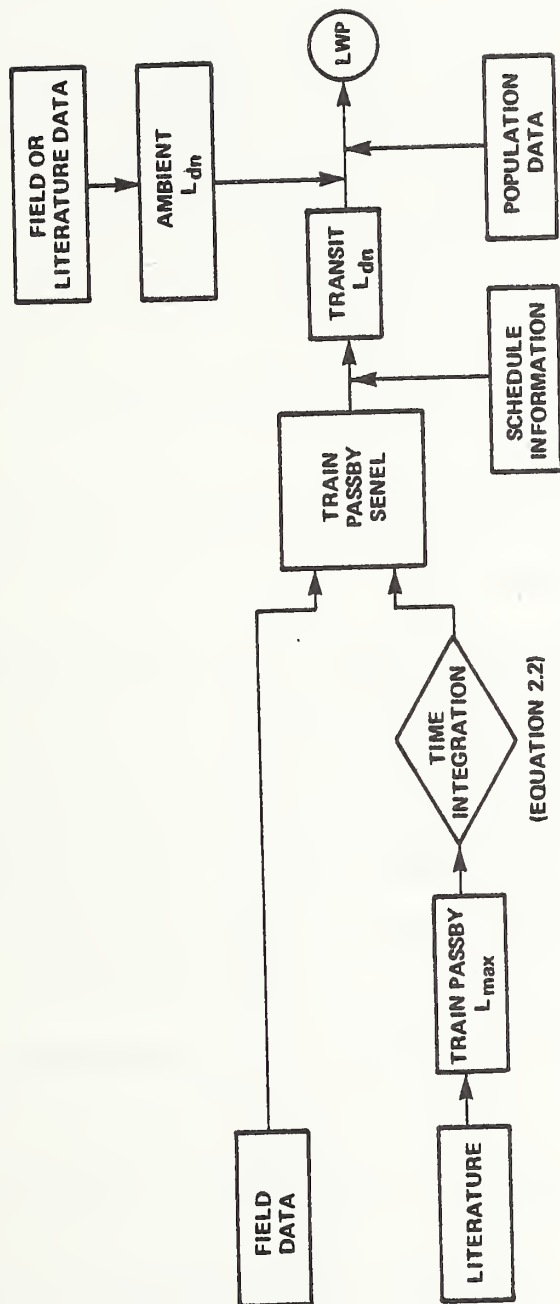 FIELD OR
LITERATURE DATA
AMBIENT
Ldn
FIELD
DATA
LITERATURE
TRAIN PASSBY
Lmax
TIME
INTEGRATION
(EQUATION 2.2)
TRAIN
PASSBY
SENEL
SCHEDULE
INFORMATION
TRANSIT
Ldn
POPULATION
DATA
LWP